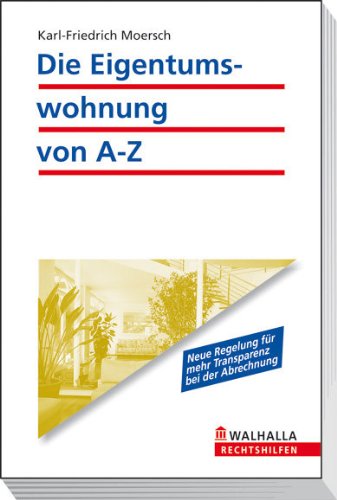 Karl-Friedrich Moersch
Die Eigentums-
wohnung
von A-Z
Neue Regelung für
mehr Transparenz
bei der Abrechnung
WALHALLA
RECHTSHILFEN